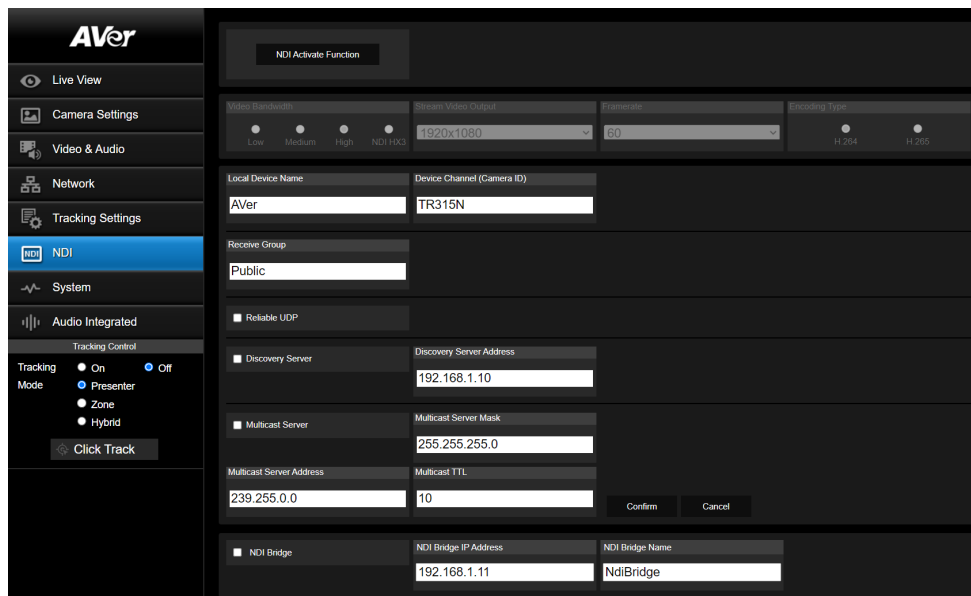 AVer
Live View
Camera Settings
Video & Audio
Network
Tracking Settings
NDI NDI
System
Audio Integrated
Tracking Control
Tracking On Off
Mode Presenter
Zone
Hybrid
Click Track
NDI Activate Function
Video Bandwidth Stream Video Output Framerate Encoding Type
Low Medium High NDI HX3 1920x1080 60 H.264 H.265
Local Device Name Device Channel (Camera ID)
AVer TR315N
Receive Group
Public
Reliable UDP
Discovery Server Discovery Server Address
192.168.1.10
Multicast Server Multicast Server Mask
255.255.255.0
Multicast Server Address Multicast TTL
239.255.0.0 10 Confirm Cancel
NDI Bridge NDI Bridge IP Address NDI Bridge Name
192.168.1.11 NdiBridge